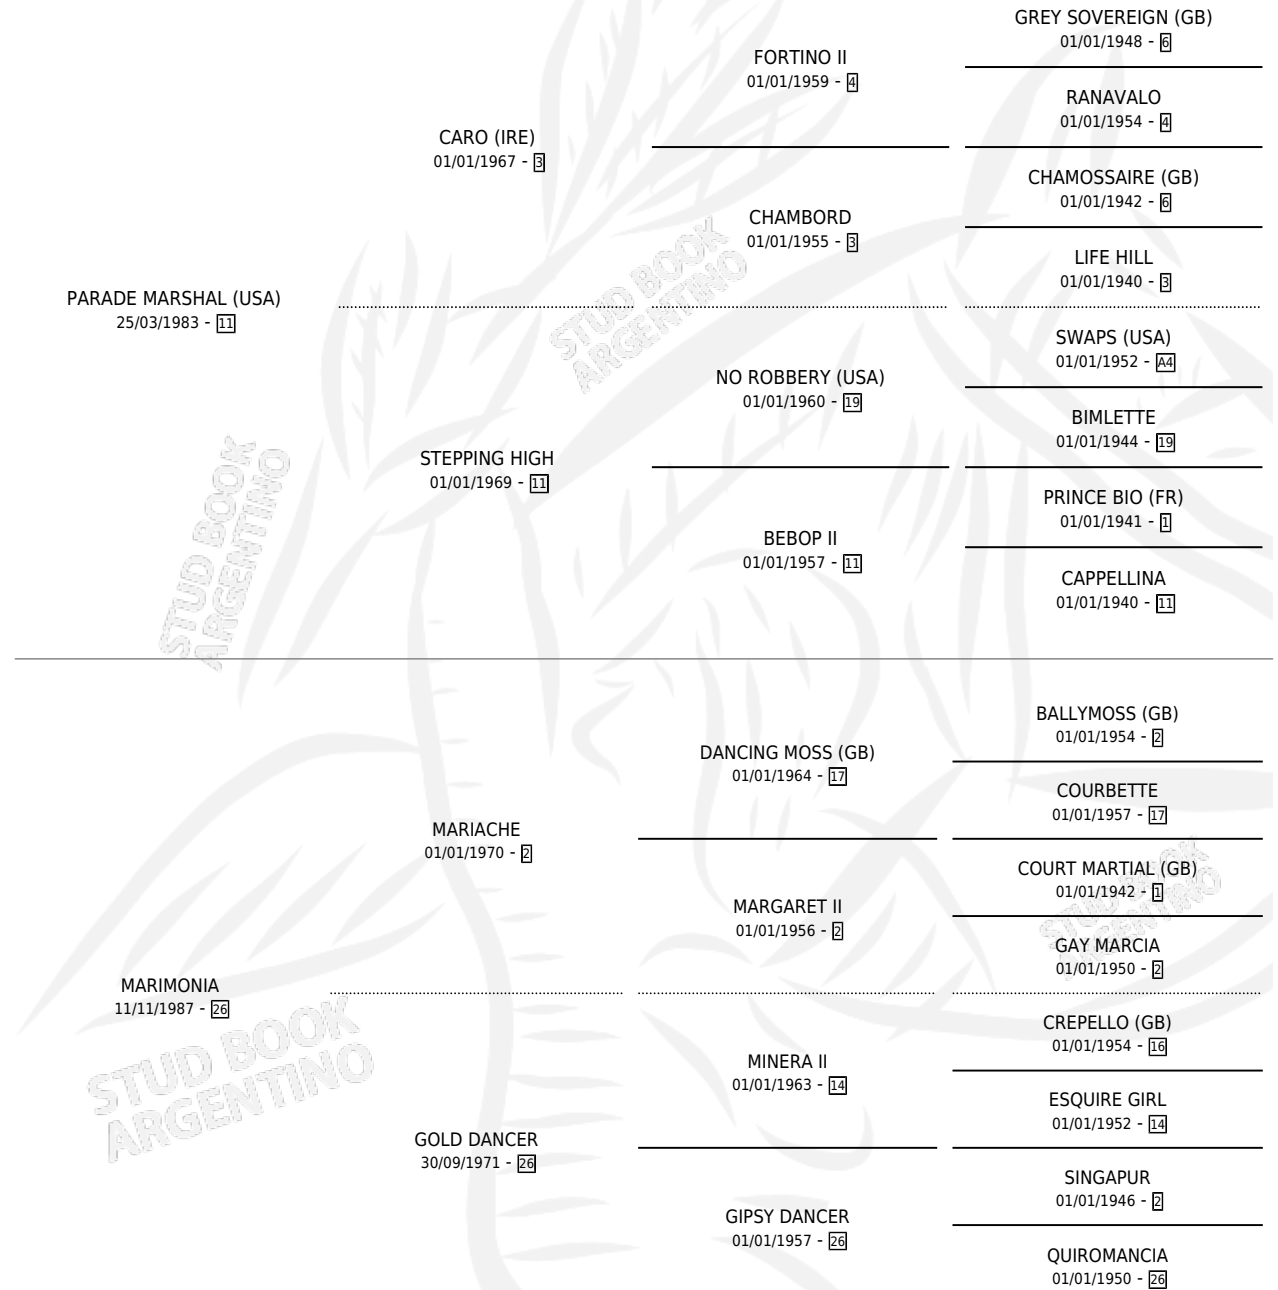 GREY SOVEREIGN (GB)
01/01/1948 - 6
FORTINO II
01/01/1959 - 4
RANAVALO
01/01/1954 - 4
CARO (IRE)
01/01/1967 - 3
CHAMOSSAIRE (GB)
01/01/1942 - 6
CHAMBORD
01/01/1955 - 3
LIFE HILL
01/01/1940 - 3
PARADE MARSHAL (USA)
25/03/1983 - 11
SWAPS (USA)
01/01/1952 - A4
NO ROBBERY (USA)
01/01/1960 - 19
BIMLETTE
01/01/1944 - 19
STEPPING HIGH
01/01/1969 - 11
PRINCE BIO (FR)
01/01/1941 - 1
BEBOP II
01/01/1957 - 11
CAPPELLINA
01/01/1940 - 11
STUD BOOK
ARGENTINO
STUD BOOK
ARGENTINO
BALLYMOSS (GB)
01/01/1954 - 2
DANCING MOSS (GB)
01/01/1964 - 17
COURBETTE
01/01/1957 - 17
MARIACHE
01/01/1970 - 2
COURT MARTIAL (GB)
01/01/1942 - 1
MARGARET II
01/01/1956 - 2
GAY MARCIA
01/01/1950 - 2
MARIMONIA
11/11/1987 - 26
CREPELLO (GB)
01/01/1954 - 16
MINERA II
01/01/1963 - 14
ESQUIRE GIRL
01/01/1952 - 14
GOLD DANCER
30/09/1971 - 26
SINGAPUR
01/01/1946 - 2
GIPSY DANCER
01/01/1957 - 26
QUIROMANCIA
01/01/1950 - 26
STUD BOOK
ARGENTINO
STUD BOOK
ARGENTINO